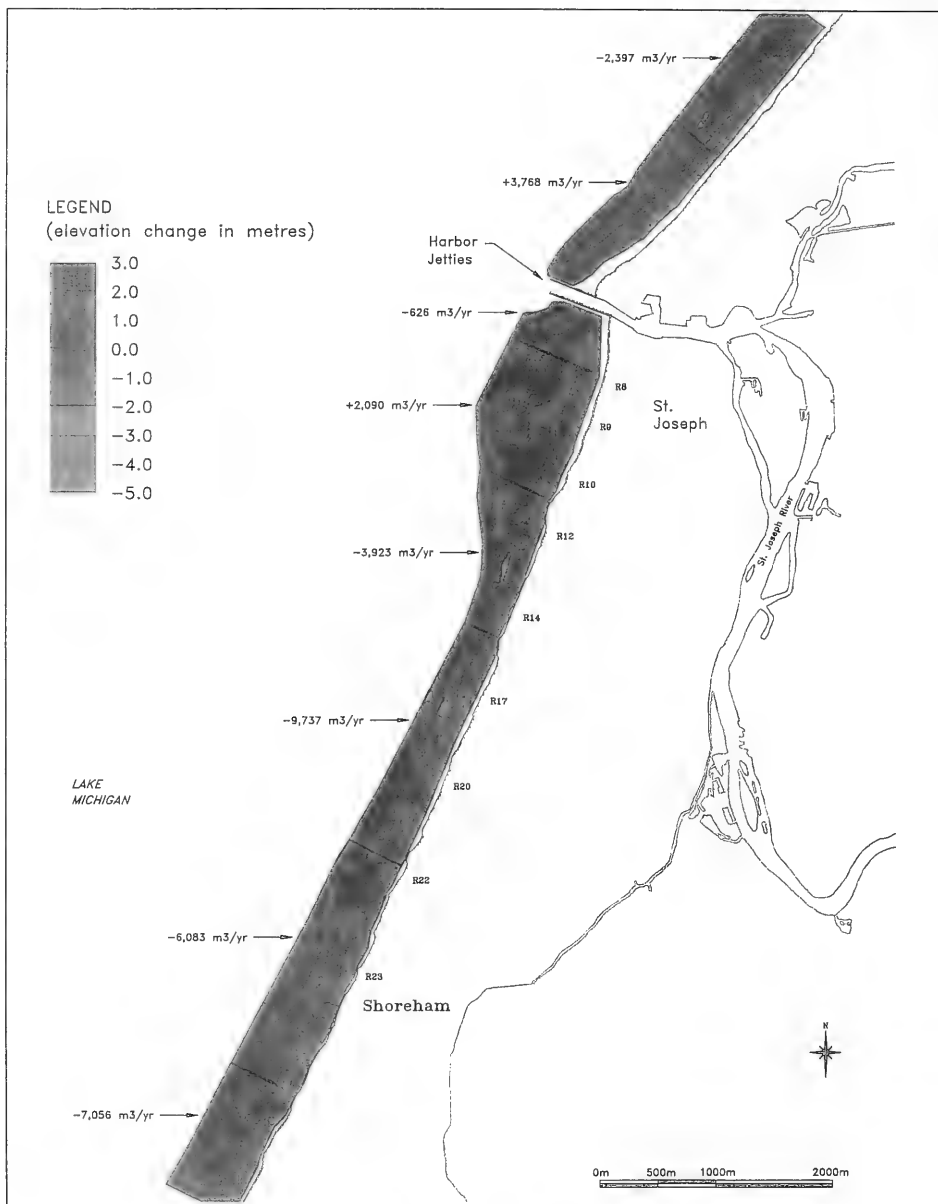 -2,397 m3/yr
+3,768 m3/yr
LEGEND
(elevation change in metres)
3.0
2.0
1.0
0.0
-1.0
-2.0
-3.0
-4.0
-5.0
Harbor
Jetties
-626 m3/yr
+2,090 m3/yr
R8
St.
Joseph
R9
R10
R12
St. Joseph River
-3,923 m3/yr
R14
R17
-9,737 m3/yr
LAKE
MICHIGAN
R20
R22
-6,083 m3/yr
R23
Shoreham
N
-7,056 m3/yr
0m 500m 1000m 2000m